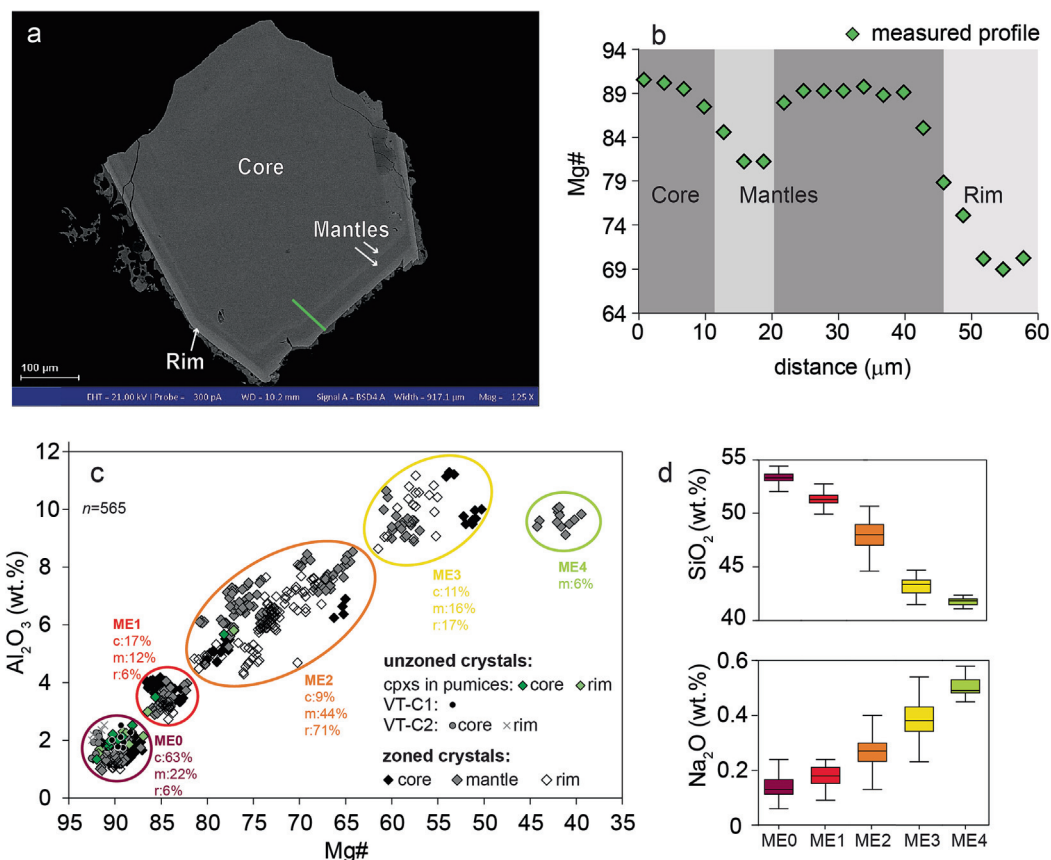 a
Core
Mantles
Rim
100 µm
EHT = 21.00 kV I Probe = 300 pA WD = 10.2 mm Signal A = BSD4 A Width = 917.1 µm Mag = 125 X
b
measured profile
94
89
84
79
74
69
64
Mg#
Core
Mantles
Rim
0 10 20 30 40 50 60
distance (µm)
c
n=565
12
10
8
6
4
2
0
Al2O3 (wt.%)
ME3
c:11%
m:16%
r:17%
ME4
m:6%
ME1
c:17%
m:12%
r:6%
ME2
c:9%
m:44%
r:71%
ME0
c:63%
m:22%
r:6%
unzoned crystals:
cpxs in pumices: core rim
VT-C1:
VT-C2: core rim
zoned crystals:
core mantle rim
95 90 85 80 75 70 65 60 55 50 45 40 35
Mg#
d
55
50
45
40
SiO2 (wt.%)
0.6
0.4
0.2
0
Na2O (wt.%)
ME0 ME1 ME2 ME3 ME4